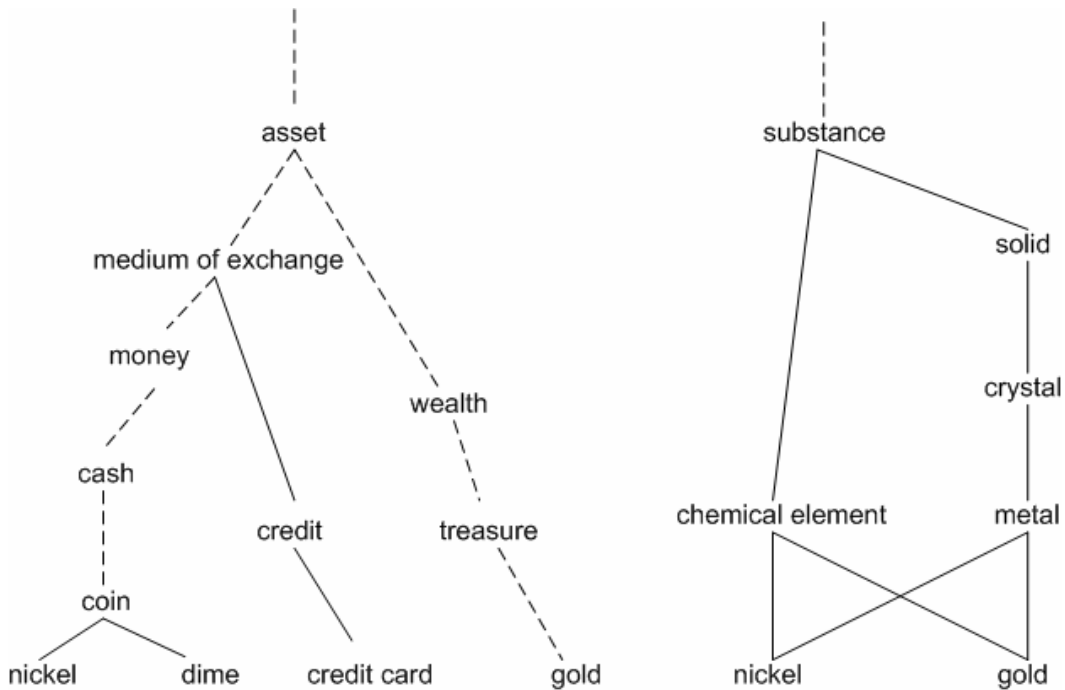 asset
substance
medium of exchange
solid
money
crystal
wealth
cash
chemical element
metal
credit
treasure
coin
nickel
dime
credit card
gold
nickel
gold